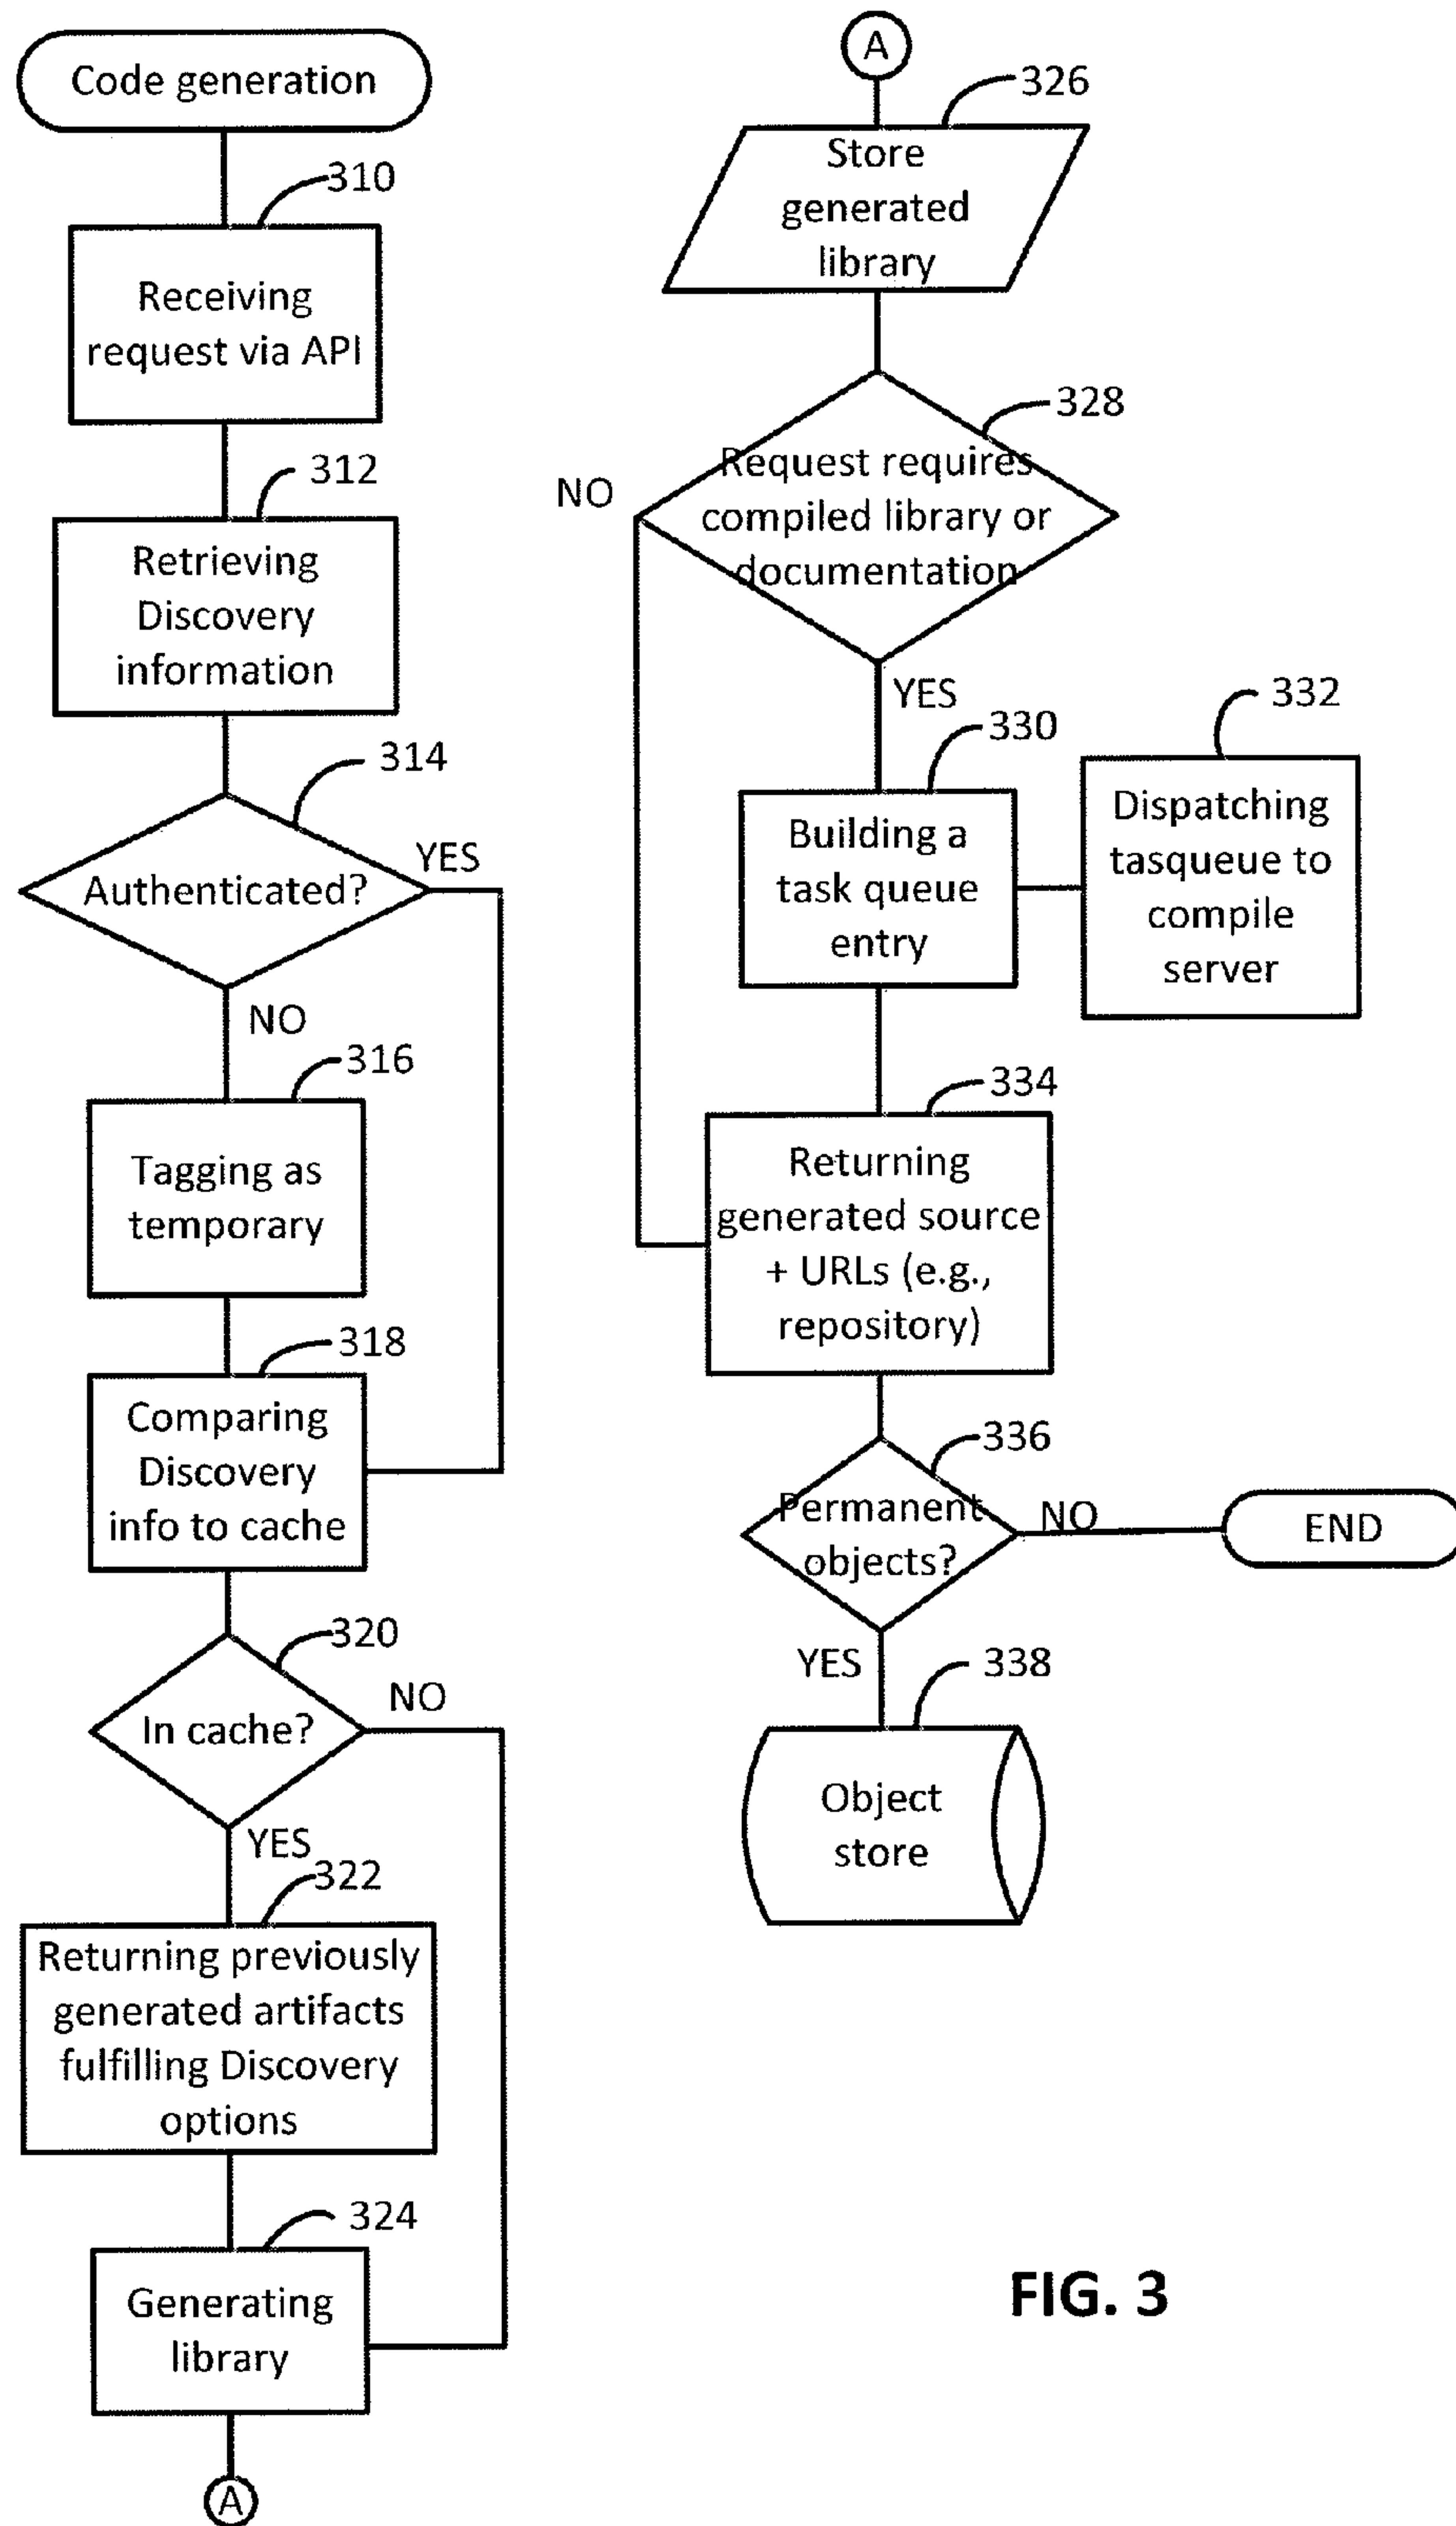 Code generation
310
Receiving
request via API
312
Retrieving
Discovery
information
314
Authenticated?
YES
NO
316
Tagging as
temporary
318
Comparing
Discovery
info to cache
320
In cache?
NO
YES
322
Returning previously
generated artifacts
fulfilling Discovery
options
324
Generating
library
A
A
326
Store
generated
library
328
Request requires
compiled library or
documentation
NO
YES
330
Building a
task queue
entry
332
Dispatching
tasqueue to
compile
server
334
Returning
generated source
+ URLs (e.g.,
repository)
336
Permanent
objects?
NO
END
YES
338
Object
store
FIG. 3